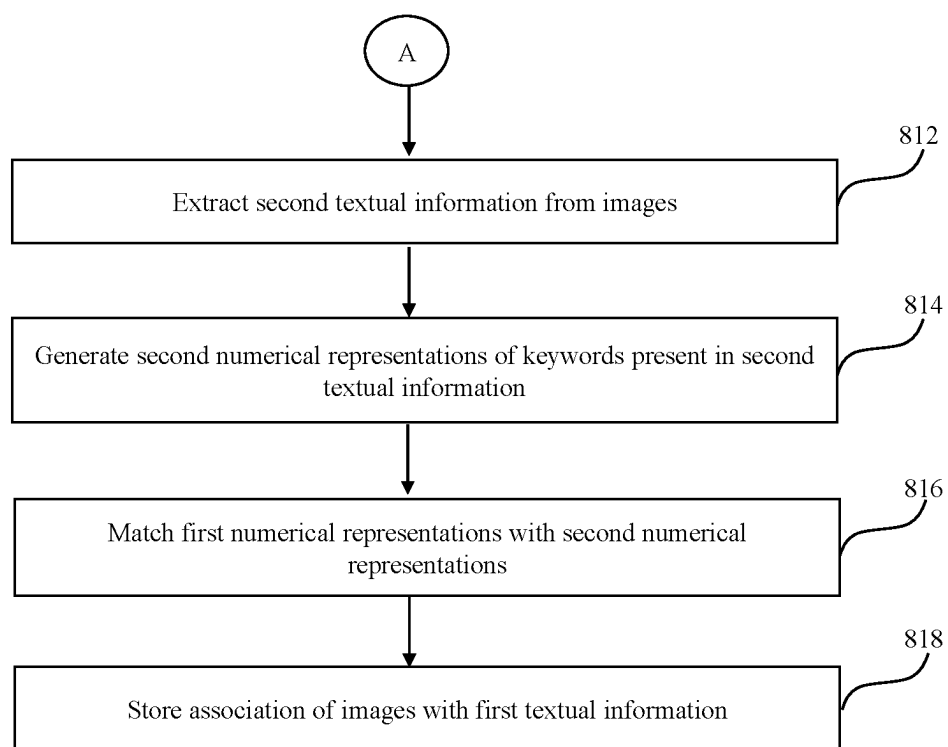 A
812
Extract second textual information from images
814
Generate second numerical representations of keywords present in second
textual information
816
Match first numerical representations with second numerical
representations
818
Store association of images with first textual information